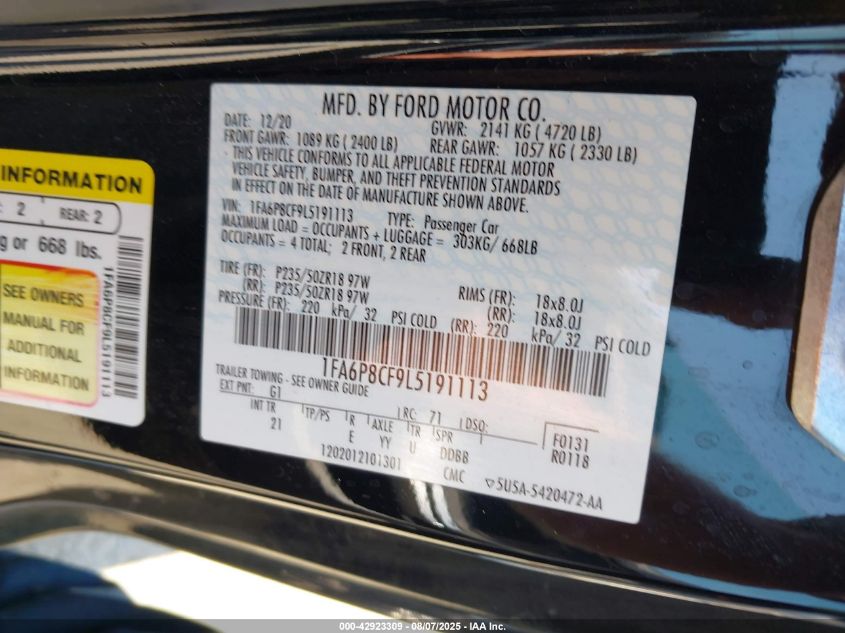 INFORMATION
: 2 REAR: 2
g or 668 lbs.
SEE OWNERS
MANUAL FOR
ADDITIONAL
INFORMATION
1FA6P8CF9L5191113
MFD. BY FORD MOTOR CO.
DATE: 12/20 GVWR: 2141 KG ( 4720 LB)
FRONT GAWR: 1089 KG ( 2400 LB) REAR GAWR: 1057 KG ( 2330 LB)
- THIS VEHICLE CONFORMS TO ALL APPLICABLE FEDERAL MOTOR
VEHICLE SAFETY, BUMPER, AND THEFT PREVENTION STANDARDS
IN EFFECT ON THE DATE OF MANUFACTURE SHOWN ABOVE.
VIN: 1FA6P8CF9L5191113 TYPE: Passenger Car
MAXIMUM LOAD = OCCUPANTS + LUGGAGE = 303KG/ 668LB
OCCUPANTS = 4 TOTAL; 2 FRONT, 2 REAR
TIRE (FR): P235/50ZR18 97W RIMS (FR): 18x8.0J
(RR): P235/50ZR18 97W (RR): 18x8.0J
PRESSURE (FR): 220 kPa/ 32 PSI COLD (RR): 220 kPa/ 32 PSI COLD
1FA6P8CF9L5191113
TRAILER TOWING - SEE OWNER GUIDE
EXT PNT: G1 RC: 71 DSO:
INT TR TP/PS R AXLE TR SPR
21 E YY U DDBB
F0131
R0118
1202012101301 CMC ▽5U5A-5420472-AA
000-42923309 - 08/07/2025 - IAA Inc.